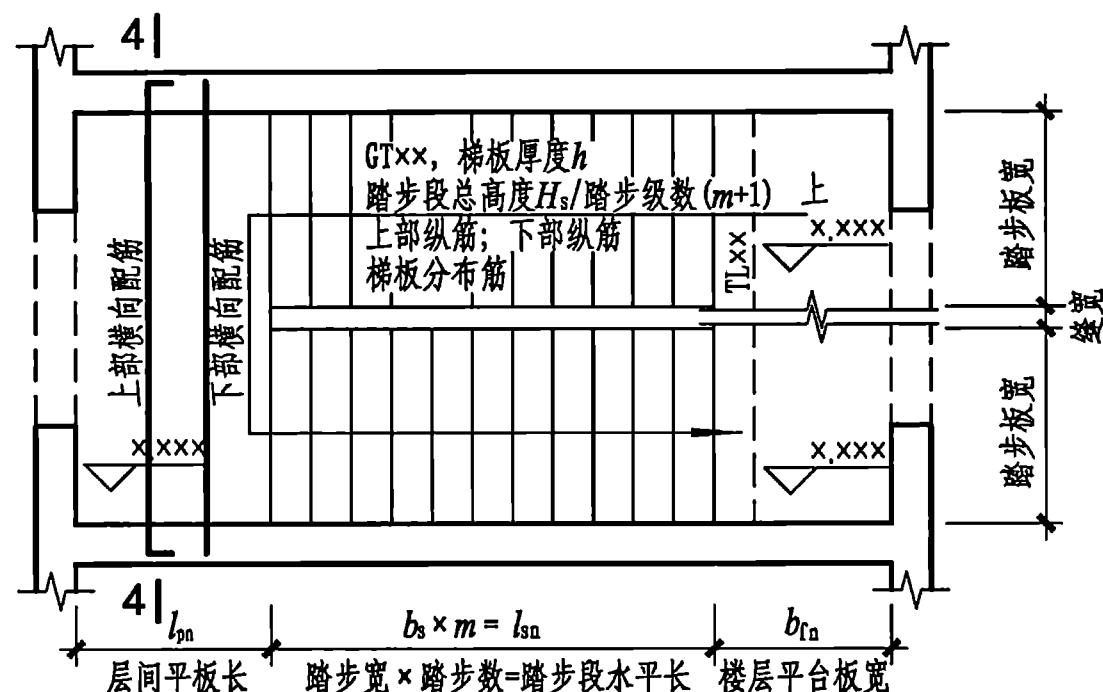 4
GT××, 梯板厚度h
踏步段总高度Hs/踏步级数(m+1)
上部纵筋; 下部纵筋
梯板分布筋
上
×.×××
TL××
上部横向配筋
下部横向配筋
×.×××
×.×××
踏步板宽
缝宽
踏步板宽
4
lpn
bs×m=lsn
bfn
层间平板长
踏步宽×踏步数=踏步段水平长
楼层平台板宽